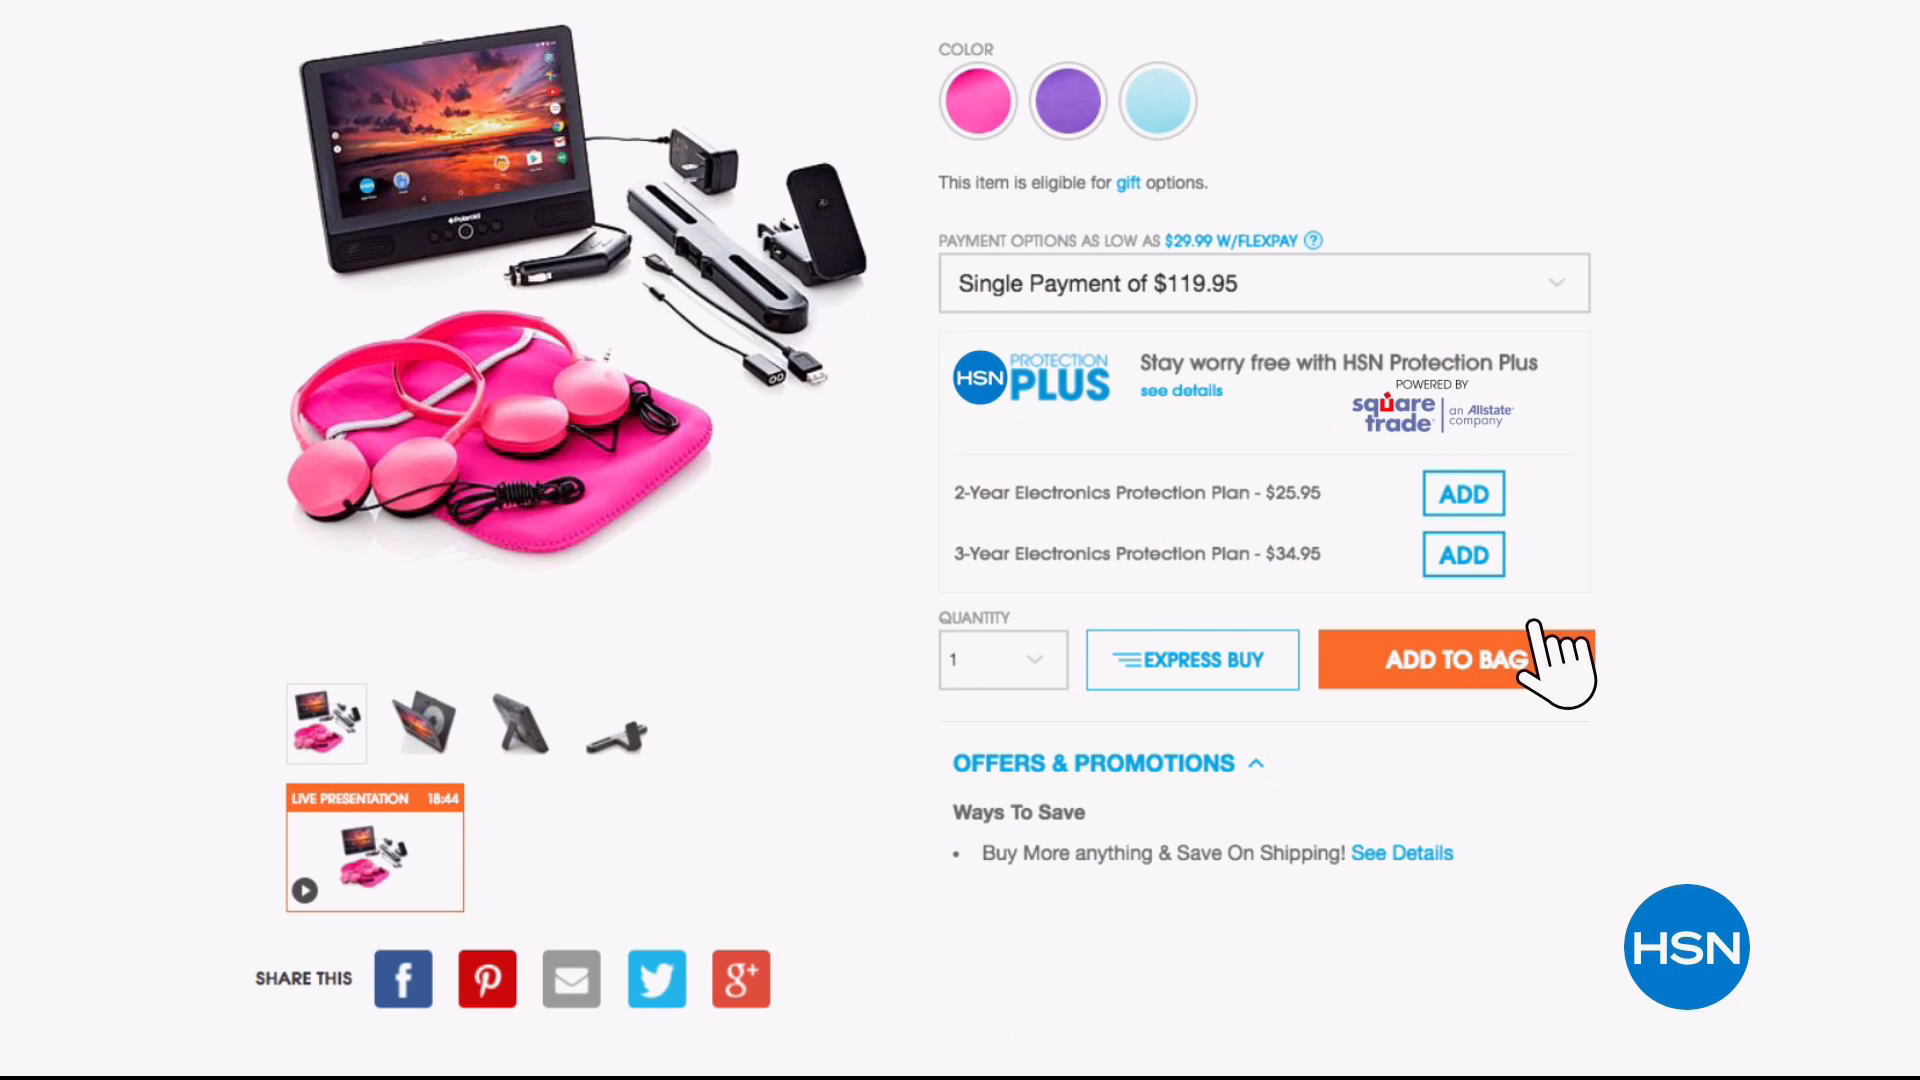 Polaroid
COLOR
This item is eligible for gift options.
PAYMENT OPTIONS AS LOW AS $29.99 W/FLEXPAY ?
Single Payment of $119.95
HSN PROTECTION PLUS
Stay worry free with HSN Protection Plus
see details
POWERED BY
square trade
an Allstate company
2-Year Electronics Protection Plan - $25.95
ADD
3-Year Electronics Protection Plan - $34.95
ADD
QUANTITY
1
EXPRESS BUY
ADD TO BAG
OFFERS & PROMOTIONS
Ways To Save
• Buy More anything & Save On Shipping! See Details
LIVE PRESENTATION 18:44
SHARE THIS
f
g+
HSN